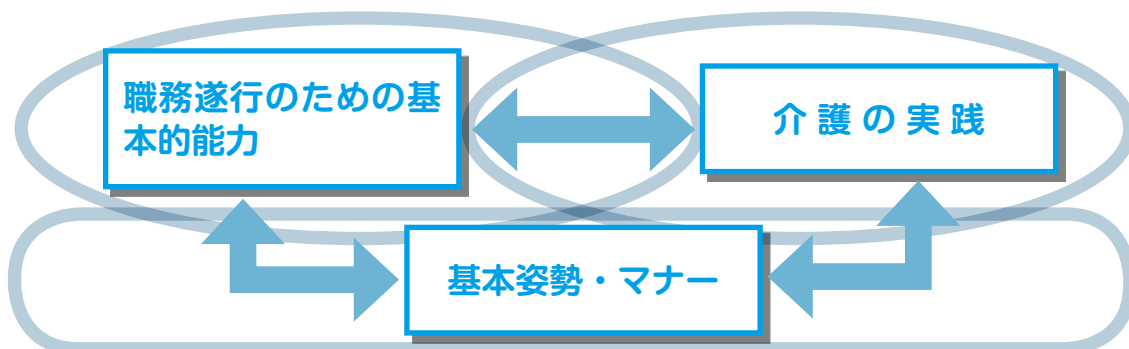 職務遂行のための基
本的能力
介護の実践
基本姿勢・マナー